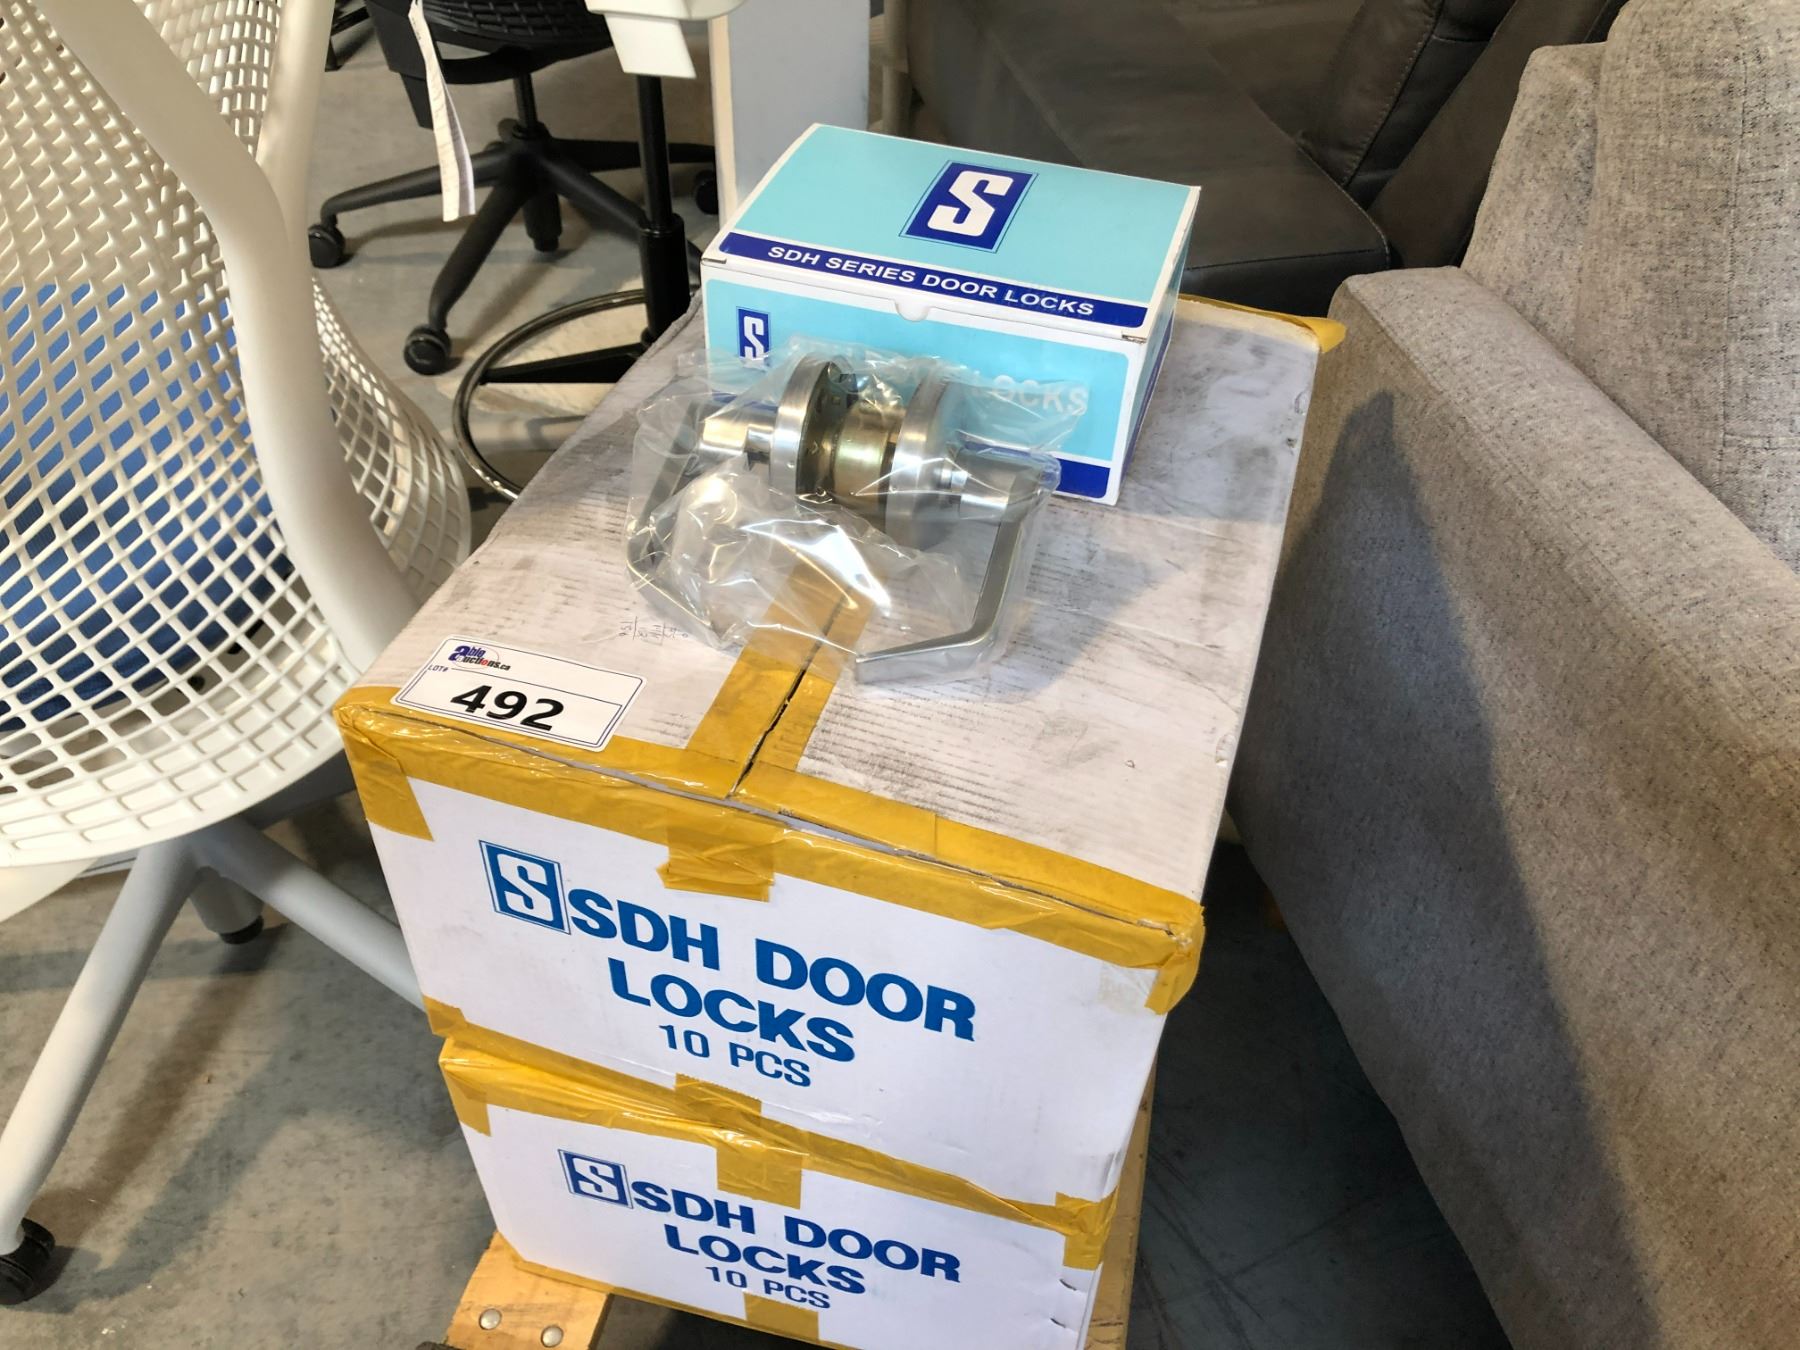 S
SDH SERIES DOOR LOCKS
S
LOCKS
able
auctions.ca
LOT#
492
S SDH DOOR
LOCKS
10 PCS
S SDH DOOR
LOCKS
10 PCS